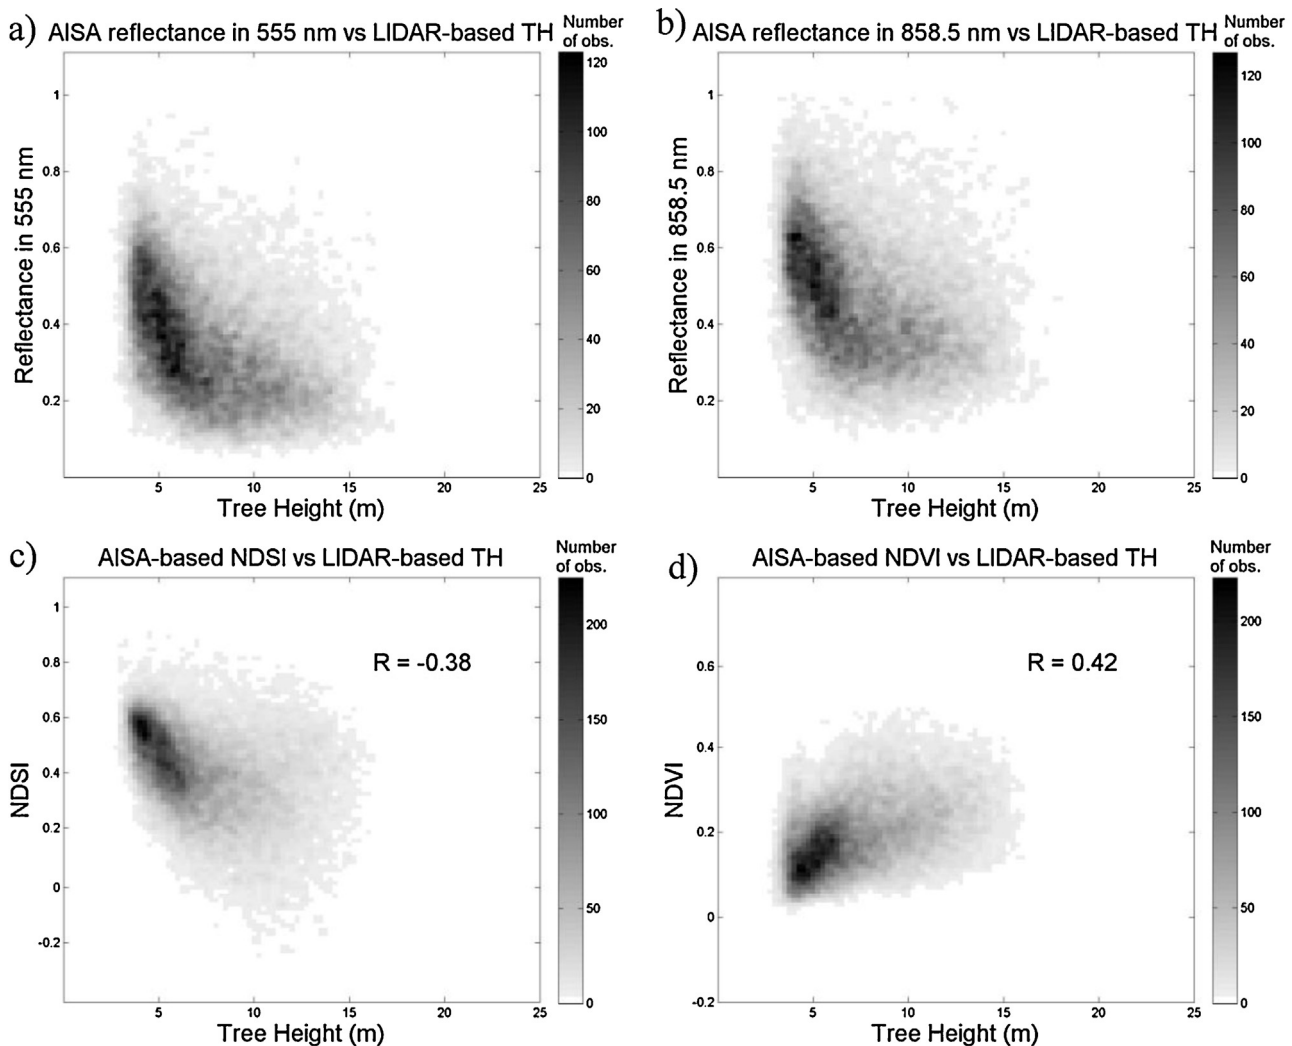 a) AISA reflectance in 555 nm vs LIDAR-based TH
Number
of obs.
Reflectance in 555 nm
1
0.8
0.6
0.4
0.2
5 10 15 20 25
Tree Height (m)
120
100
80
60
40
20
0
b) AISA reflectance in 858.5 nm vs LIDAR-based TH
Number
of obs.
Reflectance in 858.5 nm
1
0.8
0.6
0.4
0.2
5 10 15 20 25
Tree Height (m)
120
100
80
60
40
20
0
c) AISA-based NDSI vs LIDAR-based TH
Number
of obs.
R = -0.38
NDSI
1
0.8
0.6
0.4
0.2
0
-0.2
5 10 15 20 25
Tree Height (m)
200
150
100
50
0
d) AISA-based NDVI vs LIDAR-based TH
Number
of obs.
R = 0.42
NDVI
0.6
0.4
0.2
0
-0.2
5 10 15 20 25
Tree Height (m)
200
150
100
50
0